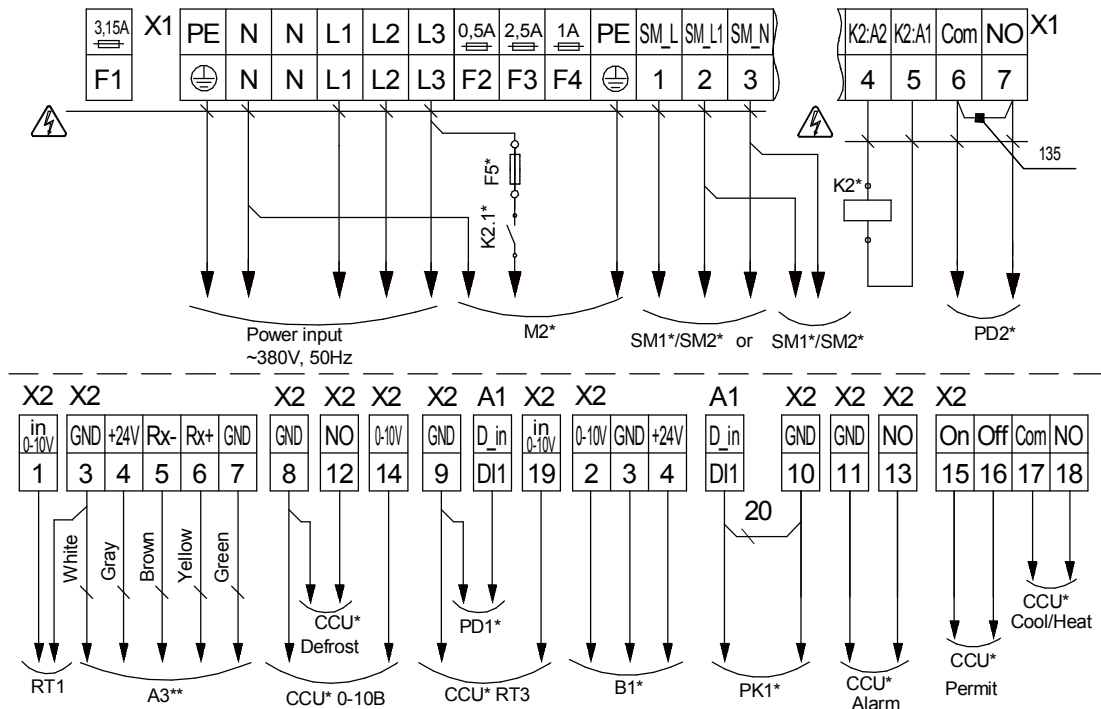 3,15A X1 PE N N L1 L2 L3 0,5A 2,5A 1A PE SM_L SM_L1 SM_N K2:A2 K2:A1 Com NO X1
F1 N N L1 L2 L3 F2 F3 F4 1 2 3 4 5 6 7
135
F5*
K2.1*
K2*
Power input
~380V, 50Hz
M2*
SM1*/SM2* or SM1*/SM2*
PD2*
X2 X2 X2 X2 X2 X2 A1 X2 X2 A1 X2 X2 X2 X2
in 0-10V GND +24V Rx- Rx+ GND GND NO 0-10V GND D_in in 0-10V 0-10V GND +24V D_in GND GND NO On Off Com NO
1 3 4 5 6 7 8 12 14 9 DI1 19 2 3 4 DI1 10 11 13 15 16 17 18
20
White
Gray
Brown
Yellow
Green
CCU*
Defrost
PD1*
CCU*
Cool/Heat
RT1
A3**
CCU* 0-10B
CCU* RT3
B1*
PK1*
CCU*
Alarm
CCU*
Permit